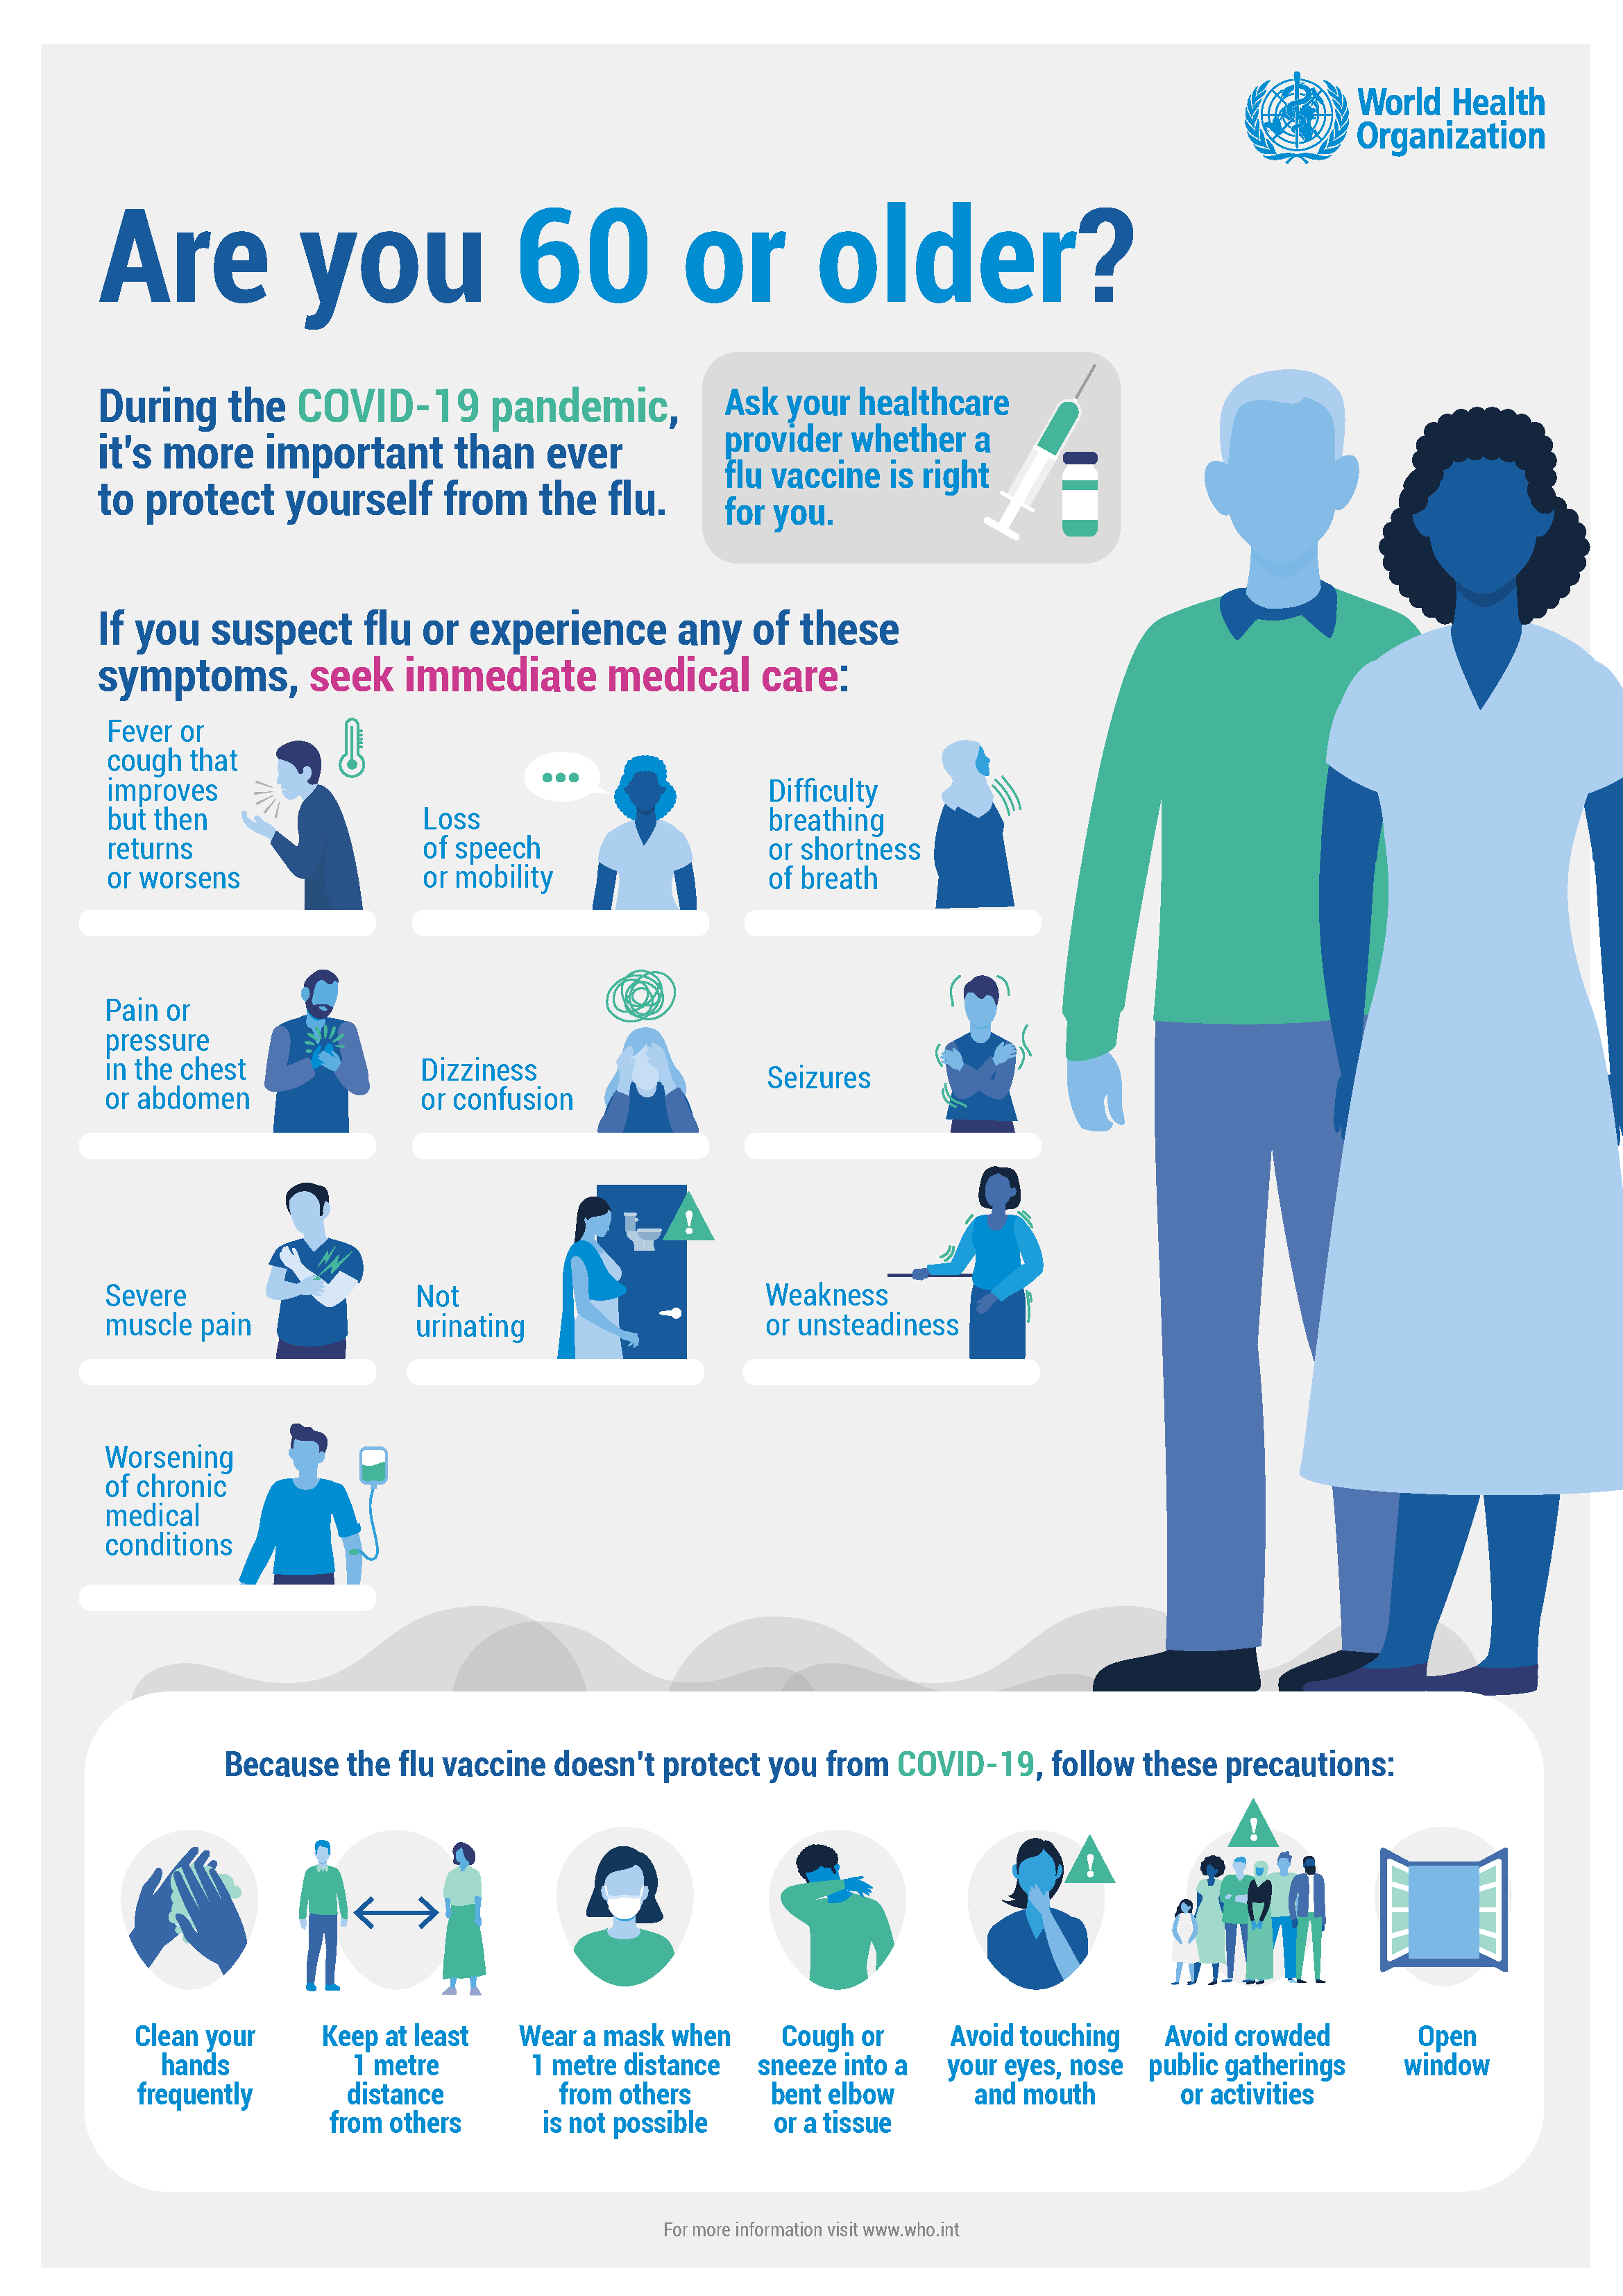 World Health
Organization
Are you 60 or older?
During the COVID-19 pandemic,
it's more important than ever
to protect yourself from the flu.
Ask your healthcare
provider whether a
flu vaccine is right
for you.
If you suspect flu or experience any of these
symptoms, seek immediate medical care:
Fever or
cough that
improves
but then
returns
or worsens
Loss
of speech
or mobility
Difficulty
breathing
or shortness
of breath
Pain or
pressure
in the chest
or abdomen
Dizziness
or confusion
Seizures
Severe
muscle pain
Not
urinating
Weakness
or unsteadiness
Worsening
of chronic
medical
conditions
Because the flu vaccine doesn't protect you from COVID-19, follow these precautions:
Clean your
hands
frequently
Keep at least
1 metre
distance
from others
Wear a mask when
1 metre distance
from others
is not possible
Cough or
sneeze into a
bent elbow
or a tissue
Avoid touching
your eyes, nose
and mouth
Avoid crowded
public gatherings
or activities
Open
window
For more information visit www.who.int